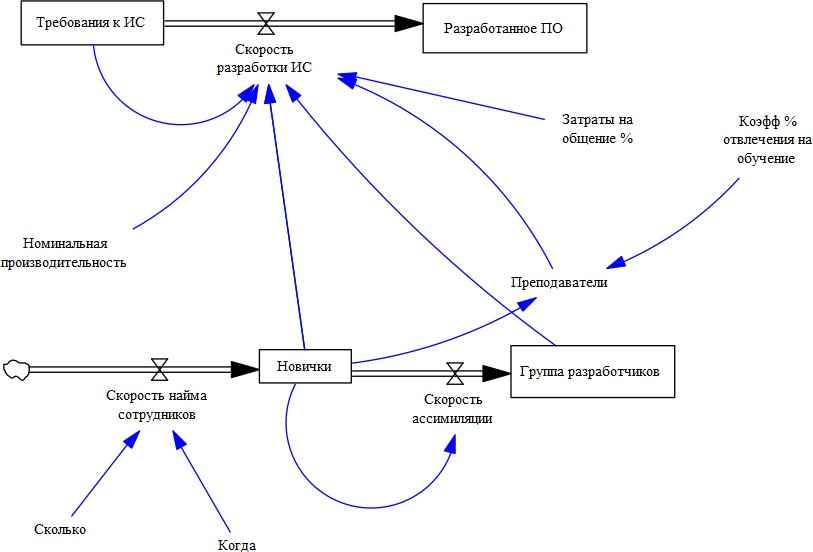 Требования к ИС
Разработанное ПО
Скорость
разработки ИС
Затраты на
общение %
Коэфф %
отвлечения на
обучение
Номинальная
производительность
Преподаватели
Новички
Группа разработчиков
Скорость найма
сотрудников
Скорость
ассимиляции
Сколько
Когда